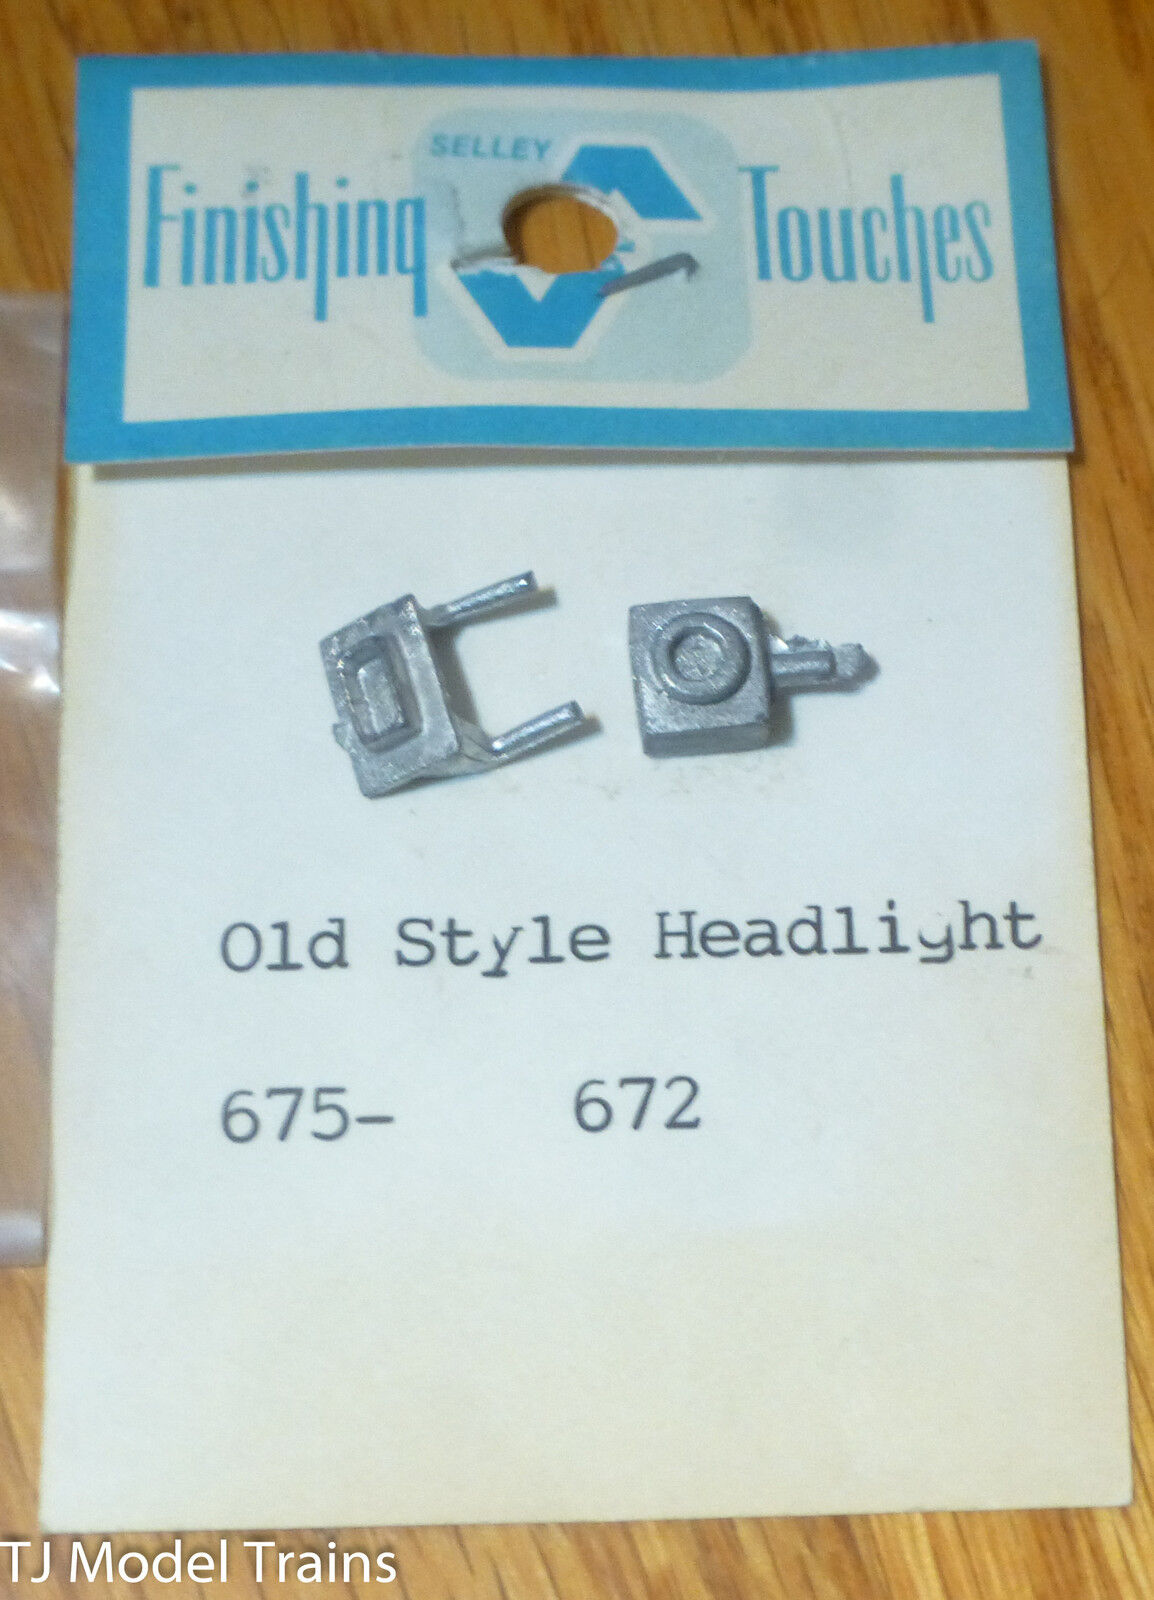 SELLEY
Finishing Touches
Old Style Headlight
675- 672
TJ Model Trains